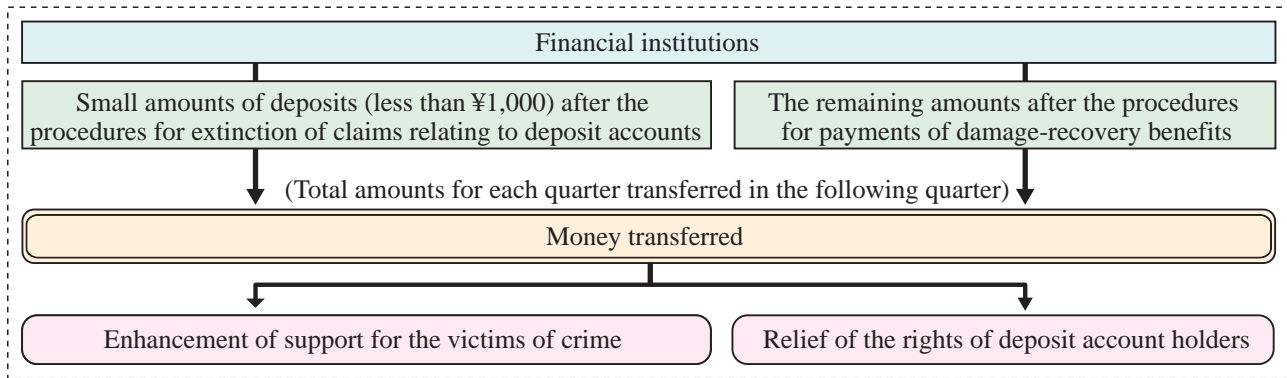 Financial institutions
Small amounts of deposits (less than ¥1,000) after the
procedures for extinction of claims relating to deposit accounts
The remaining amounts after the procedures
for payments of damage-recovery benefits
(Total amounts for each quarter transferred in the following quarter)
Money transferred
Enhancement of support for the victims of crime
Relief of the rights of deposit account holders